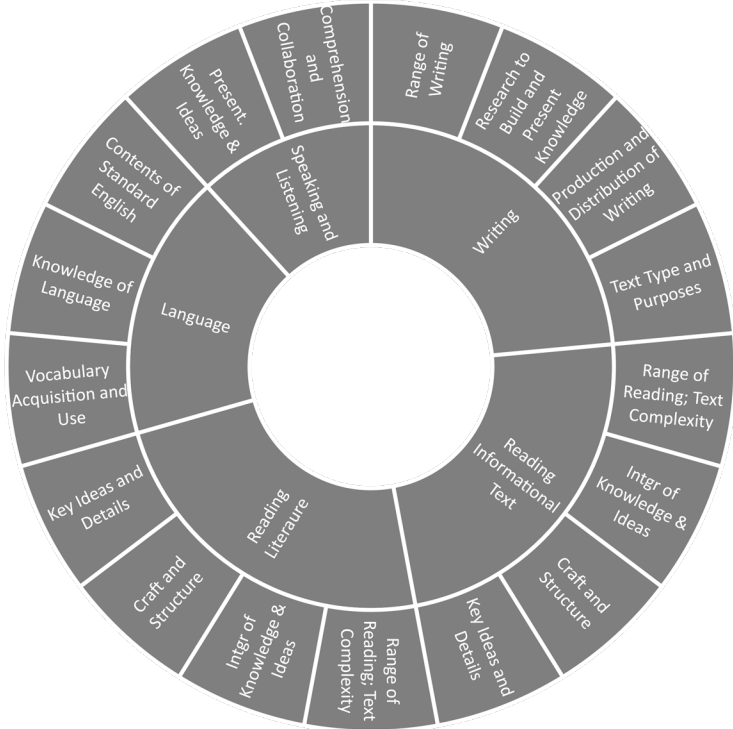 Range of
Writing
Research to
Build and
Present
Knowledge
Production and
Distribution of
Writing
Text Type and
Purposes
Range of
Reading; Text
Complexity
Intgr of
Knowledge &
Ideas
Craft and
Structure
Key Ideas and
Details
Range of
Reading; Text
Complexity
Intgr of
Knowledge &
Ideas
Craft and
Structure
Key Ideas and
Details
Vocabulary
Acquisition and
Use
Knowledge of
Language
Contents of
Standard
English
Present.
Knowledge &
Ideas
Comprehension
and
Collaboration
Writing
Reading
Informational
Text
Reading
Literaure
Language
Speaking and
Listening